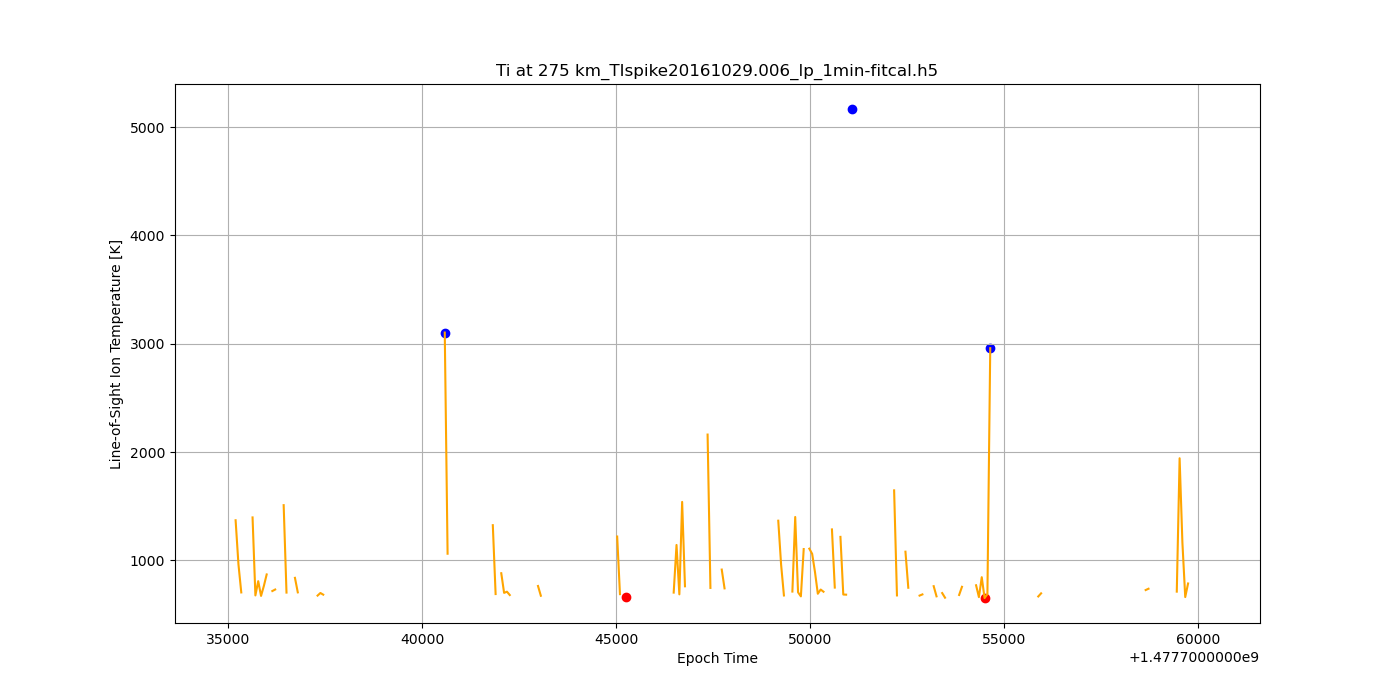 Ti at 275 km_TIspike20161029.006_lp_1min-fitcal.h5
Line-of-Sight Ion Temperature [K]
5000
4000
3000
2000
1000
35000 40000 45000 50000 55000 60000
Epoch Time
+1.4777000000e9